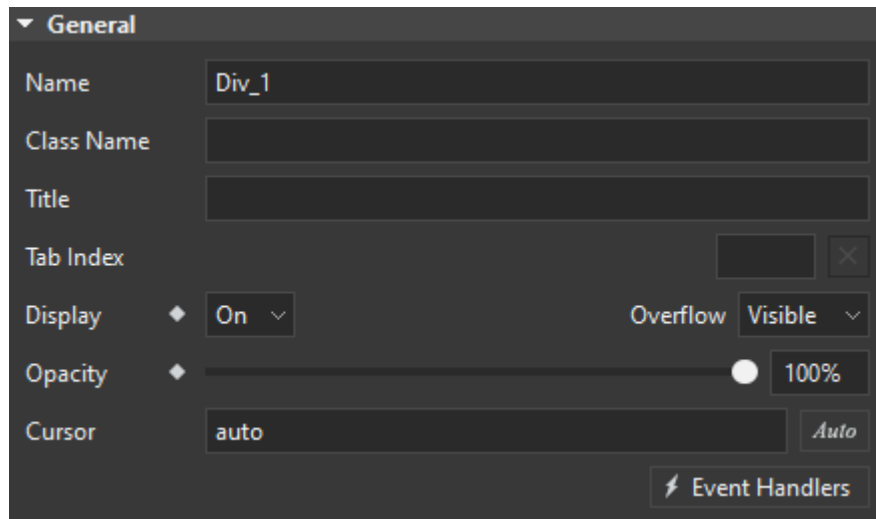 General
Name Div_1
Class Name
Title
Tab Index
Display On Overflow Visible
Opacity 100%
Cursor auto Auto
Event Handlers